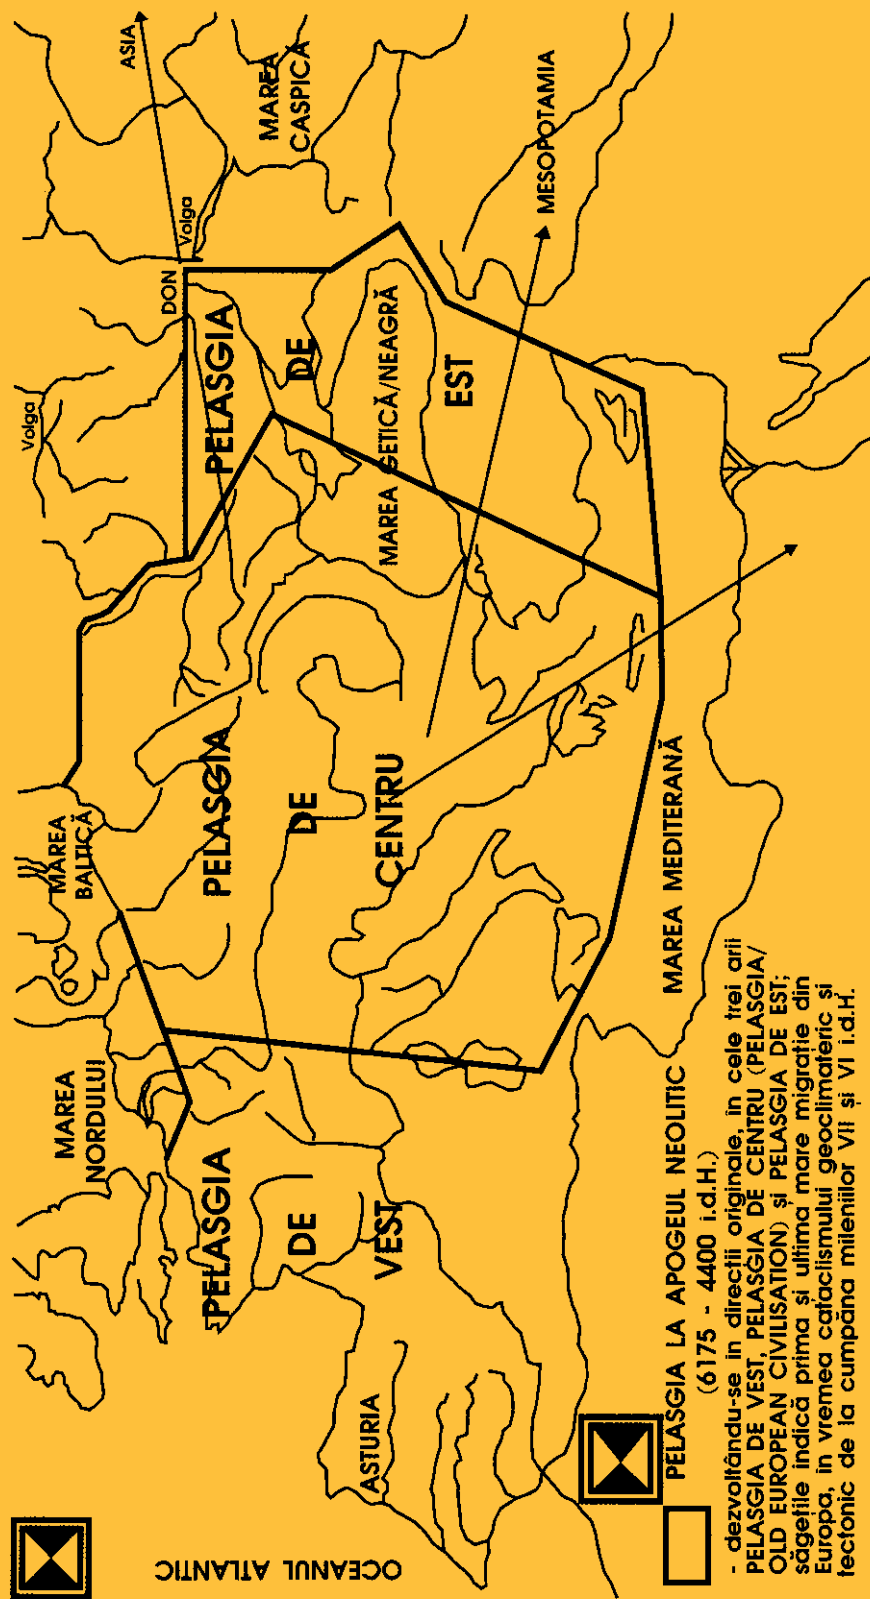 ASIA
MAREA
CASPICĂ
Volga
DON
Volga
MESOPOTAMIA
PELASGIA
DE
EST
MAREA GETICĂ/NEAGRĂ
MAREA
BALTICĂ
PELASGIA
DE
CENTRU
MAREA
NORDULUI
PELASGIA
DE
VEST
MAREA MEDITERANĂ
ASTURIA
OCEANUL ATLANTIC
PELASGIA LA APOGEUL NEOLITIC
(6175 - 4400 i.d.H.)
- dezvoltându-se în direcții originale, în cele trei arii
PELASGIA DE VEST, PELASGIA DE CENTRU (PELASGIA/
OLD EUROPEAN CIVILISATION) și PELASGIA DE EST;
săgețile indică prima și ultima mare migrație din
Europa, în vremea cataclismului geoclimateric și
tectonic de la cumpăna mileniilor VII și VI i.d.H.